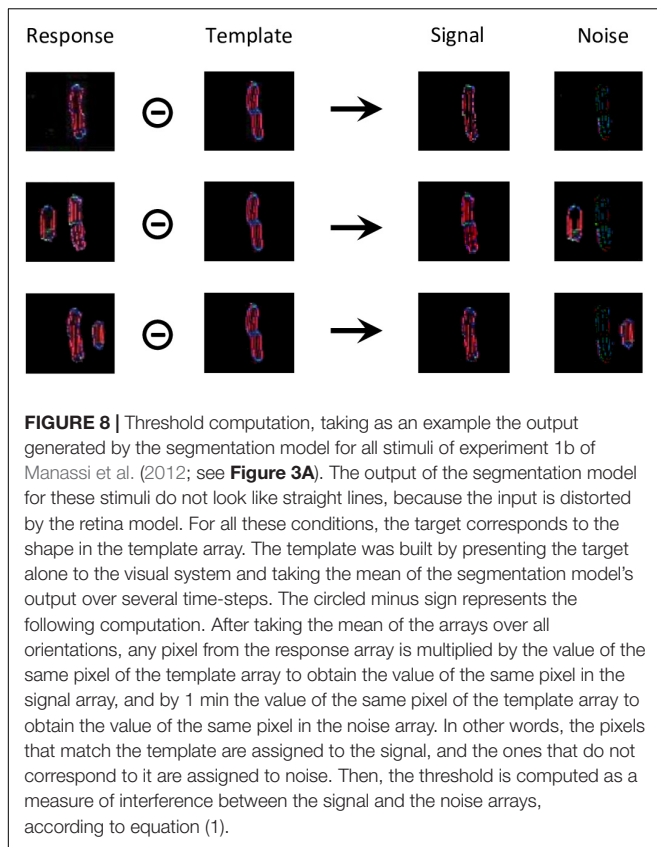 Response Template Signal Noise
FIGURE 8 | Threshold computation, taking as an example the output
generated by the segmentation model for all stimuli of experiment 1b of
Manassi et al. (2012; see Figure 3A). The output of the segmentation model
for these stimuli do not look like straight lines, because the input is distorted
by the retina model. For all these conditions, the target corresponds to the
shape in the template array. The template was built by presenting the target
alone to the visual system and taking the mean of the segmentation model's
output over several time-steps. The circled minus sign represents the
following computation. After taking the mean of the arrays over all
orientations, any pixel from the response array is multiplied by the value of the
same pixel of the template array to obtain the value of the same pixel in the
signal array, and by 1 min the value of the same pixel of the template array to
obtain the value of the same pixel in the noise array. In other words, the pixels
that match the template are assigned to the signal, and the ones that do not
correspond to it are assigned to noise. Then, the threshold is computed as a
measure of interference between the signal and the noise arrays,
according to equation (1).